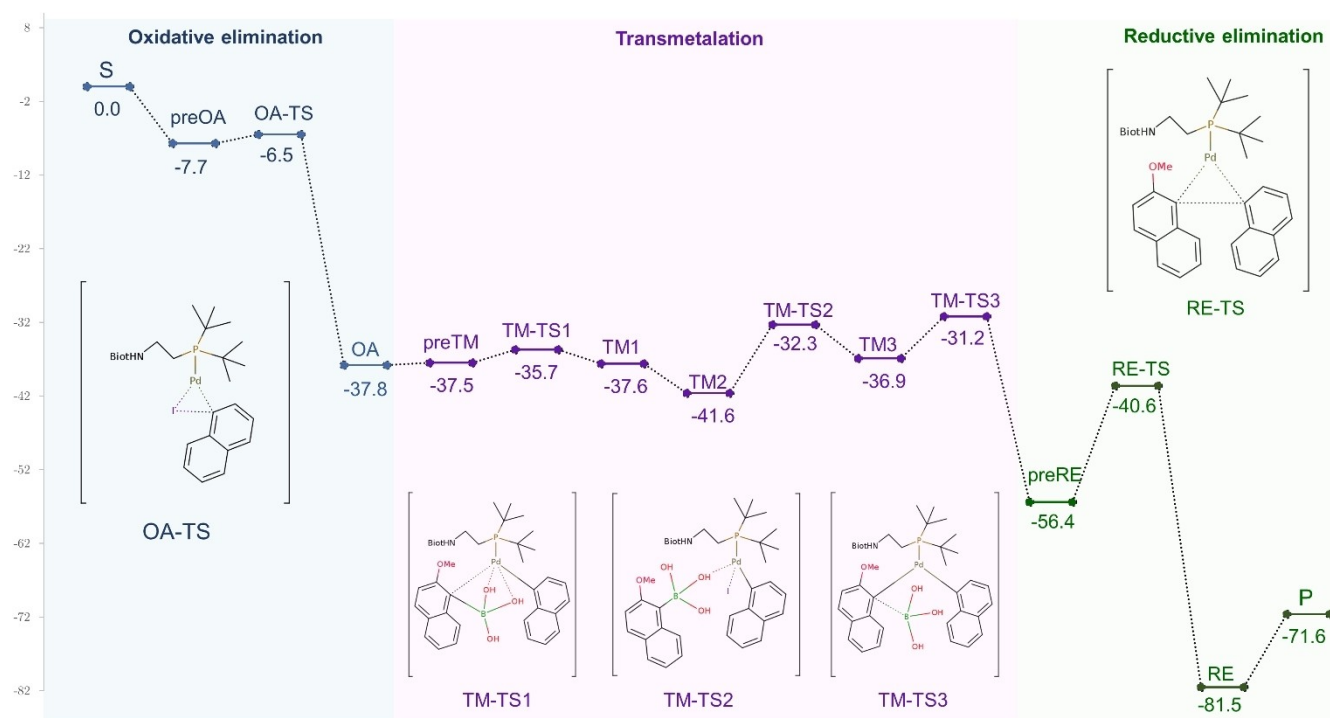 Oxidative elimination
Transmetalation
Reductive elimination
8
-2
-12
-22
-32
-42
-52
-62
-72
-82
S
0.0
preOA
-7.7
OA-TS
-6.5
OA
-37.8
preTM
-37.5
TM-TS1
-35.7
TM1
-37.6
TM2
-41.6
TM-TS2
-32.3
TM3
-36.9
TM-TS3
-31.2
preRE
-56.4
RE-TS
-40.6
RE
-81.5
P
-71.6
BiotHN
P
Pd
I
OA-TS
BiotHN
P
Pd
OMe
OH
B
OH
OH
TM-TS1
BiotHN
P
Pd
OH
OMe
OH
B
OH
I
TM-TS2
BiotHN
P
Pd
OMe
OH
B
OH
OH
TM-TS3
BiotHN
P
Pd
OMe
RE-TS